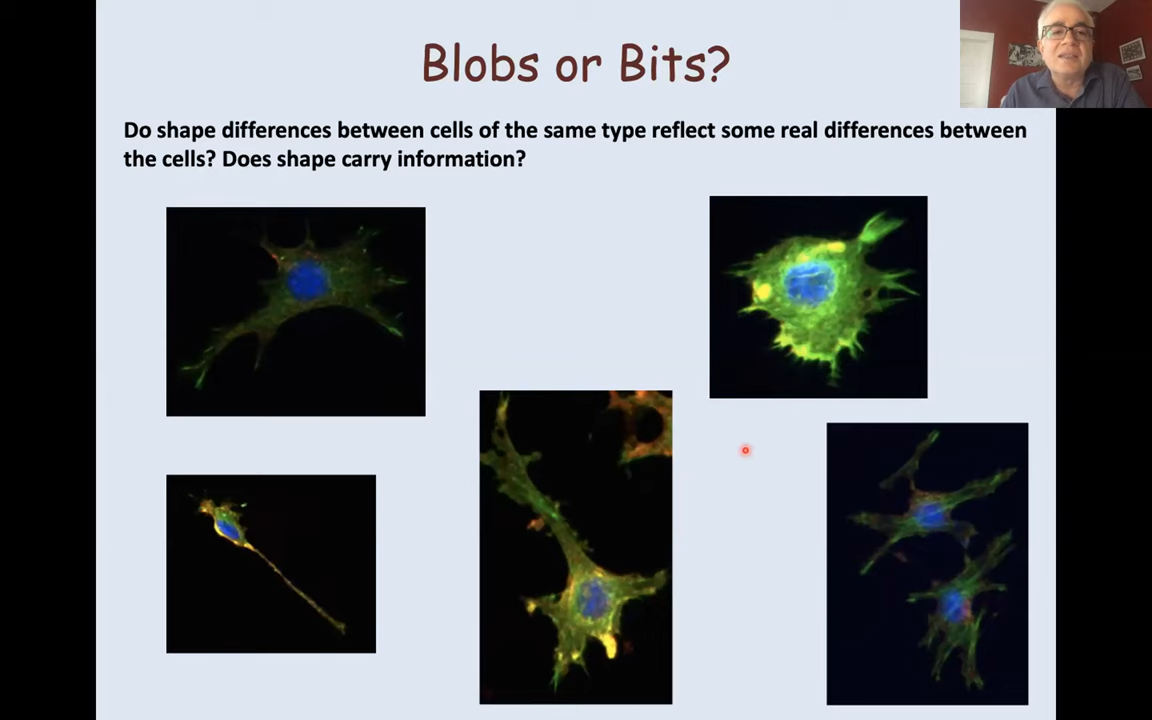 Blobs or Bits?
Do shape differences between cells of the same type reflect some real differences between
the cells? Does shape carry information?